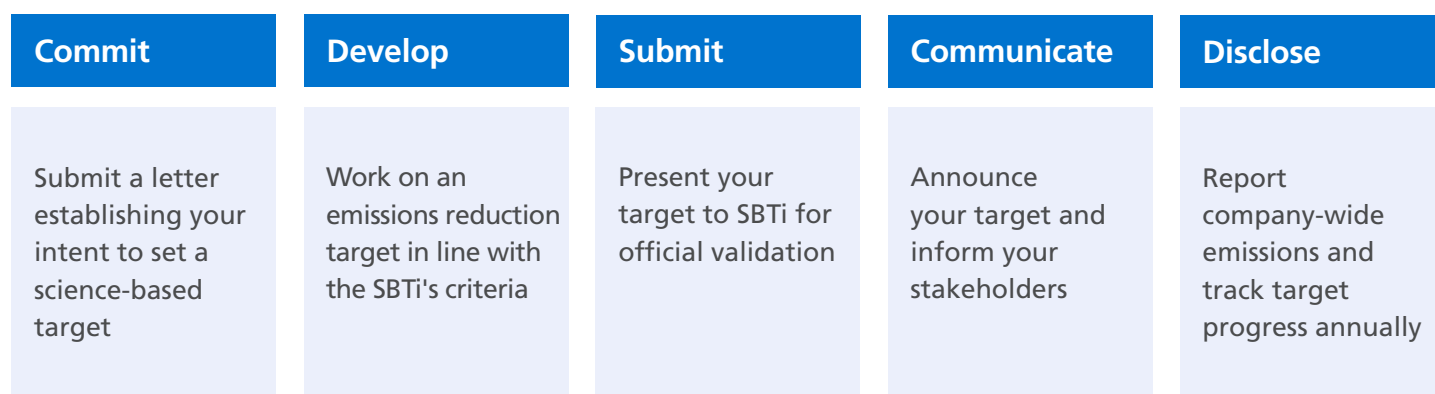 Commit
Submit a letter
establishing your
intent to set a
science-based
target
Develop
Work on an
emissions reduction
target in line with
the SBTi's criteria
Submit
Present your
target to SBTi for
official validation
Communicate
Announce
your target and
inform your
stakeholders
Disclose
Report
company-wide
emissions and
track target
progress annually